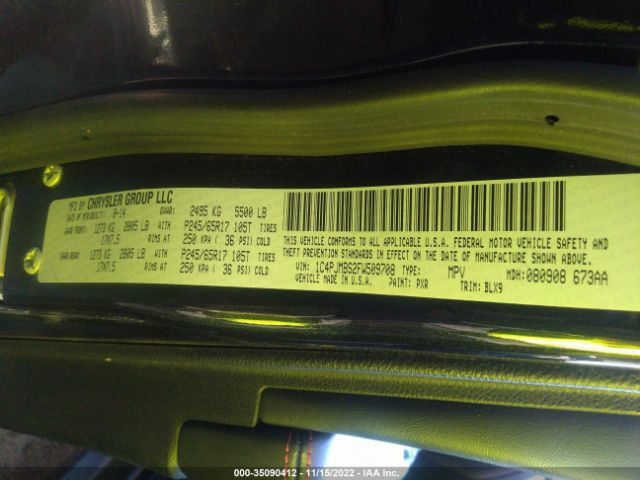 MFD BY CHRYSLER GROUP LLC
DATE OF MFR(BUILT): 8-14 GVWR: 2495 KG 5500 LB
GAWR FRONT: 1273 KG 2805 LB WITH P245/65R17 105T TIRES
17X7.5 RIMS AT 250 KPA ( 36 PSI) COLD
GAWR REAR: 1273 KG 2805 LB WITH P245/65R17 105T TIRES
17X7.5 RIMS AT 250 KPA ( 36 PSI) COLD
THIS VEHICLE CONFORMS TO ALL APPLICABLE U.S.A. FEDERAL MOTOR VEHICLE SAFETY AND
THEFT PREVENTION STANDARDS IN EFFECT ON THE DATE OF MANUFACTURE SHOWN ABOVE.
VIN: 1C4PJMBS2FW509708 TYPE: MPV MDH: 080908 673AA
VEHICLE MADE IN U.S.A. PAINT: PXR TRIM: BLX9
000-35090412 - 11/15/2022 - IAA Inc.